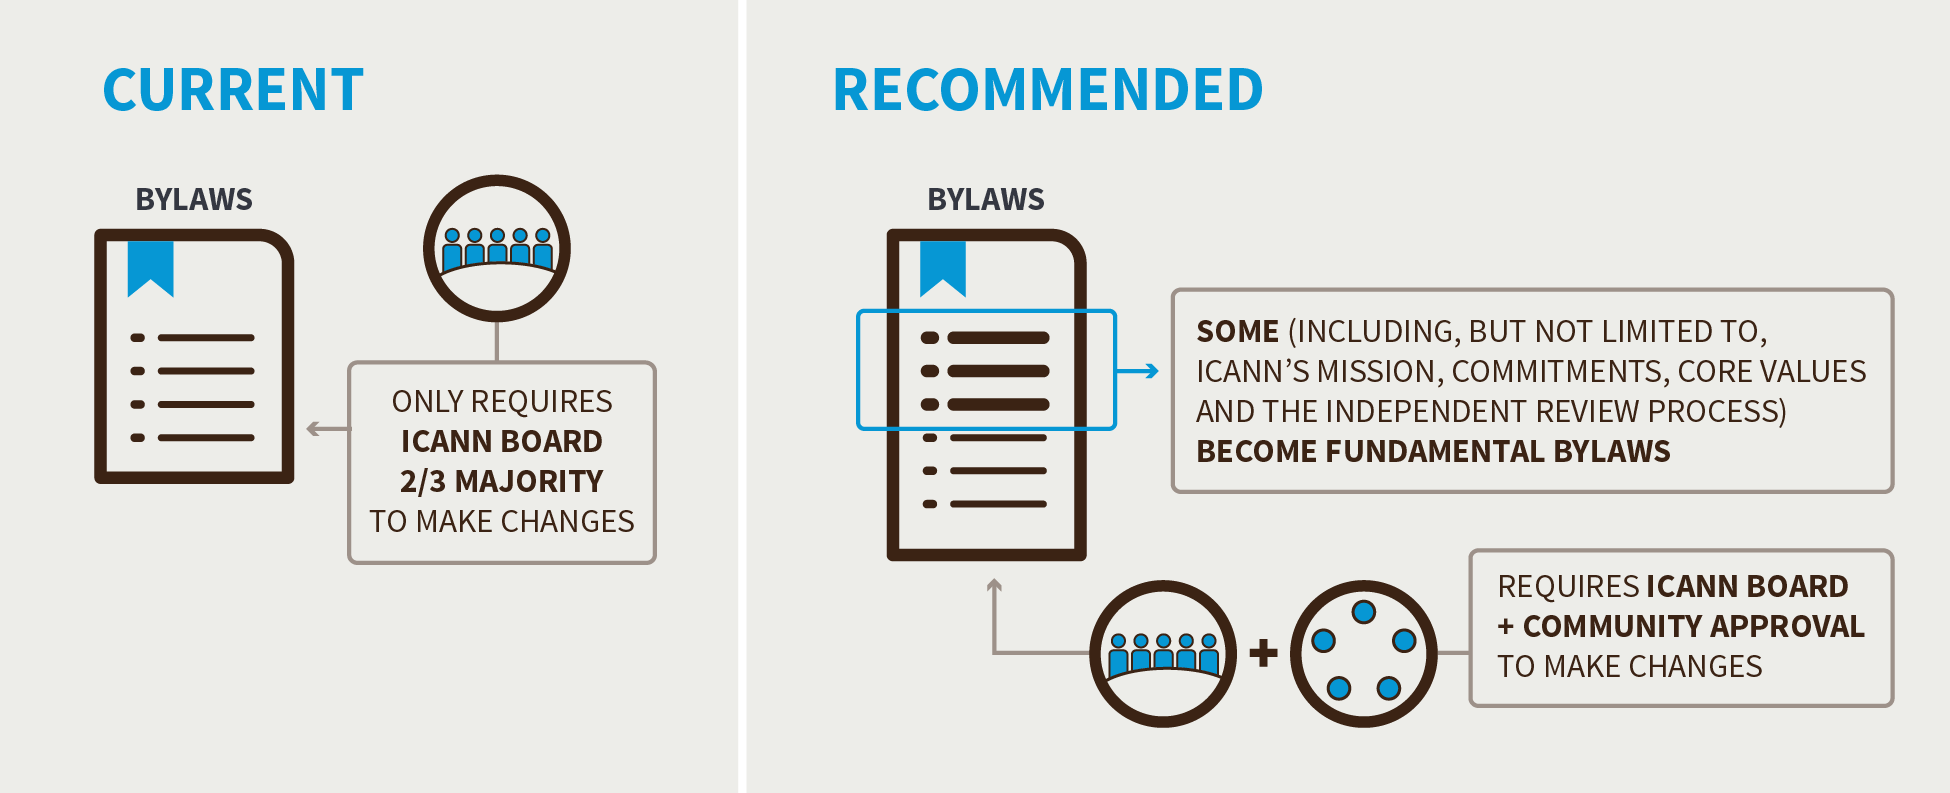 CURRENT
BYLAWS
ONLY REQUIRES
ICANN BOARD
2/3 MAJORITY
TO MAKE CHANGES
RECOMMENDED
BYLAWS
SOME (INCLUDING, BUT NOT LIMITED TO,
ICANN’S MISSION, COMMITMENTS, CORE VALUES
AND THE INDEPENDENT REVIEW PROCESS)
BECOME FUNDAMENTAL BYLAWS
REQUIRES ICANN BOARD
+ COMMUNITY APPROVAL
TO MAKE CHANGES